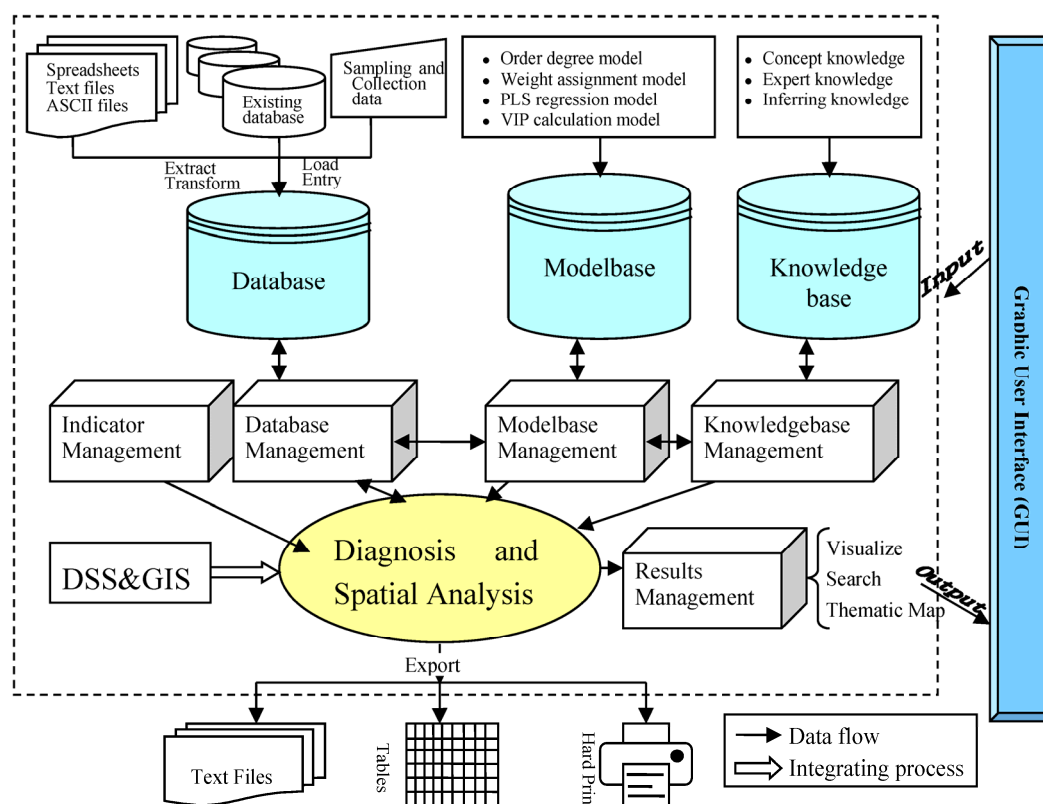 Spreadsheets
Text files
ASCII files
Existing
database
Sampling and
Collection
data
• Order degree model
• Weight assignment model
• PLS regression model
• VIP calculation model
• Concept knowledge
• Expert knowledge
• Inferring knowledge
Extract
Transform
Load
Entry
Database
Modelbase
Knowledge
base
Input
Graphic User Interface (GUI)
Indicator
Management
Database
Management
Modelbase
Management
Knowledgebase
Management
DSS&GIS
Diagnosis and
Spatial Analysis
Results
Management
Visualize
Search
Thematic Map
Output
Export
Text Files
Tables
Hard Prin
Data flow
Integrating process